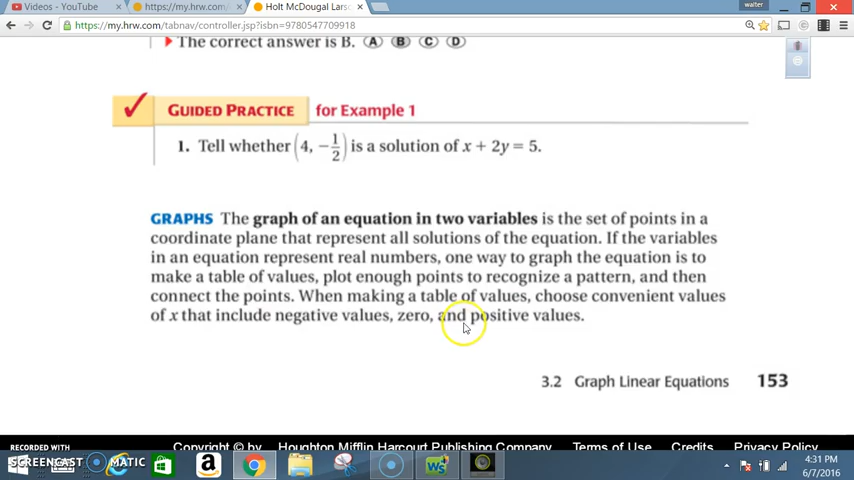 Videos - YouTube
https://my.hrw.com/tabna
Holt McDougal Lars
walter
https://my.hrw.com/tabnav/controller.jsp?isbn=9780547709918
The correct answer is B. A B C D
GUIDED PRACTICE for Example 1
1. Tell whether (4, −1/2) is a solution of x + 2y = 5.
GRAPHS The graph of an equation in two variables is the set of points in a
coordinate plane that represent all solutions of the equation. If the variables
in an equation represent real numbers, one way to graph the equation is to
make a table of values, plot enough points to recognize a pattern, and then
connect the points. When making a table of values, choose convenient values
of x that include negative values, zero, and positive values.
3.2 Graph Linear Equations 153
Copyright © by Houghton Mifflin Harcourt Publishing Company Terms of Use Credits Privacy Policy
RECORDED WITH
SCREENCAST MATIC
4:31 PM
6/7/2016